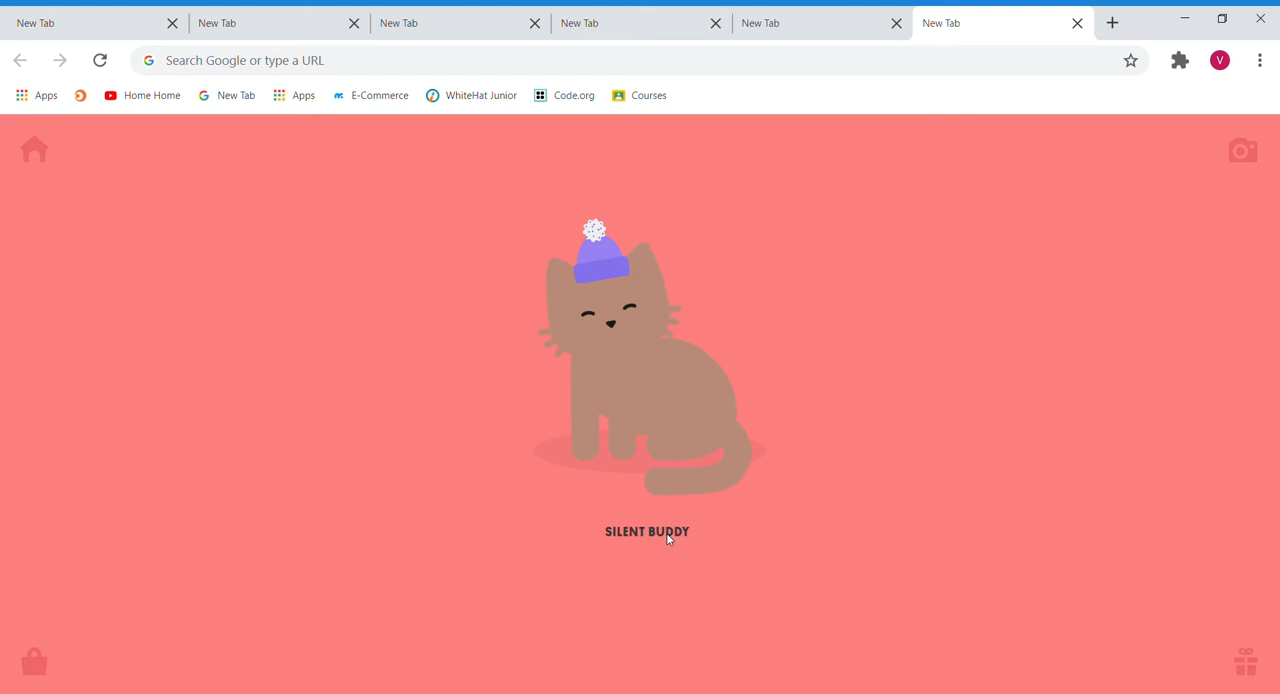 New Tab New Tab New Tab New Tab New Tab New Tab
Search Google or type a URL
V
Apps Home Home New Tab Apps E-Commerce WhiteHat Junior Code.org Courses
SILENT BUDDY